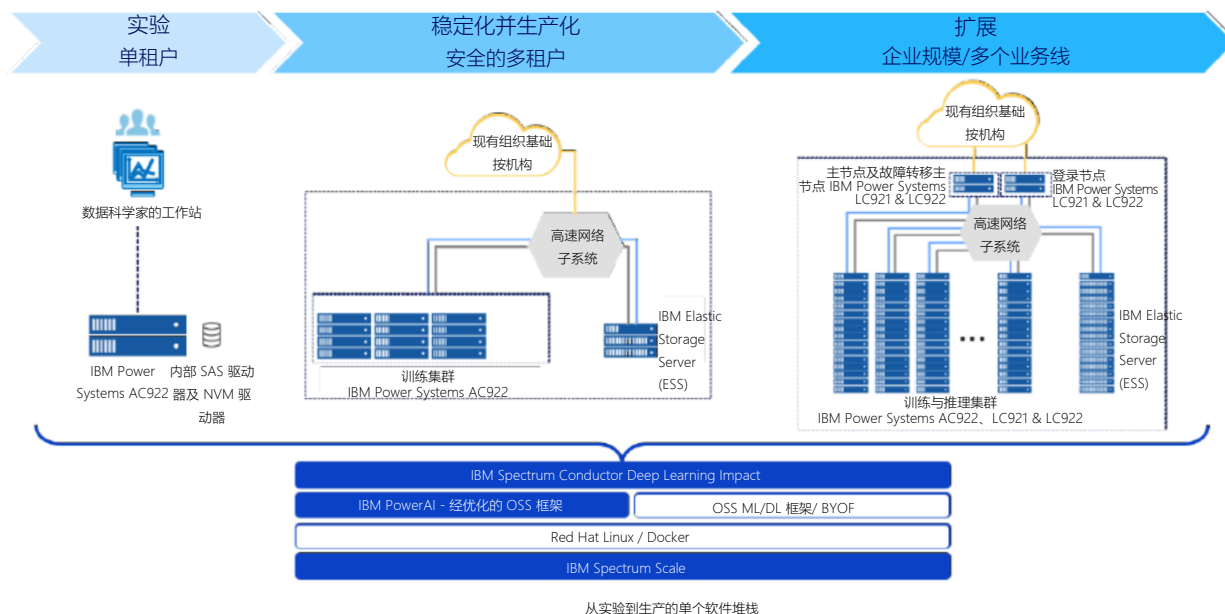 实验
单租户
稳定化并生产化
安全的多租户
扩展
企业规模/多个业务线
数据科学家的工作站
IBM Power
Systems AC922
内部 SAS 驱动
器及 NVM 驱
动器
现有组织基础
按机构
高速网络
子系统
训练集群
IBM Power Systems AC922
IBM Elastic
Storage
Server
(ESS)
现有组织基础
按机构
主节点及故障转移主
节点 IBM Power Systems
LC921 & LC922
登录节点
IBM Power Systems
LC921 & LC922
高速网络
子系统
IBM Elastic
Storage
Server
(ESS)
训练与推理集群
IBM Power Systems AC922、LC921 & LC922
IBM Spectrum Conductor Deep Learning Impact
IBM PowerAI - 经优化的 OSS 框架
OSS ML/DL 框架/ BYOF
Red Hat Linux / Docker
IBM Spectrum Scale
从实验到生产的单个软件堆栈